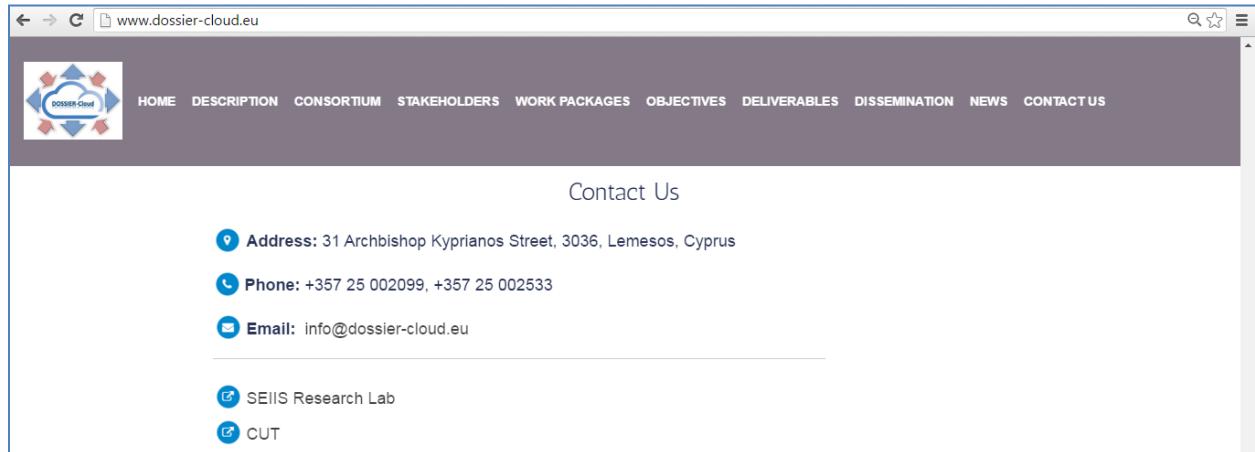 www.dossier-cloud.eu
DOSSIER-Cloud
HOME DESCRIPTION CONSORTIUM STAKEHOLDERS WORK PACKAGES OBJECTIVES DELIVERABLES DISSEMINATION NEWS CONTACT US
Contact Us
Address: 31 Archbishop Kyprianos Street, 3036, Lemesos, Cyprus
Phone: +357 25 002099, +357 25 002533
Email: info@dossier-cloud.eu
SEIIS Research Lab
CUT